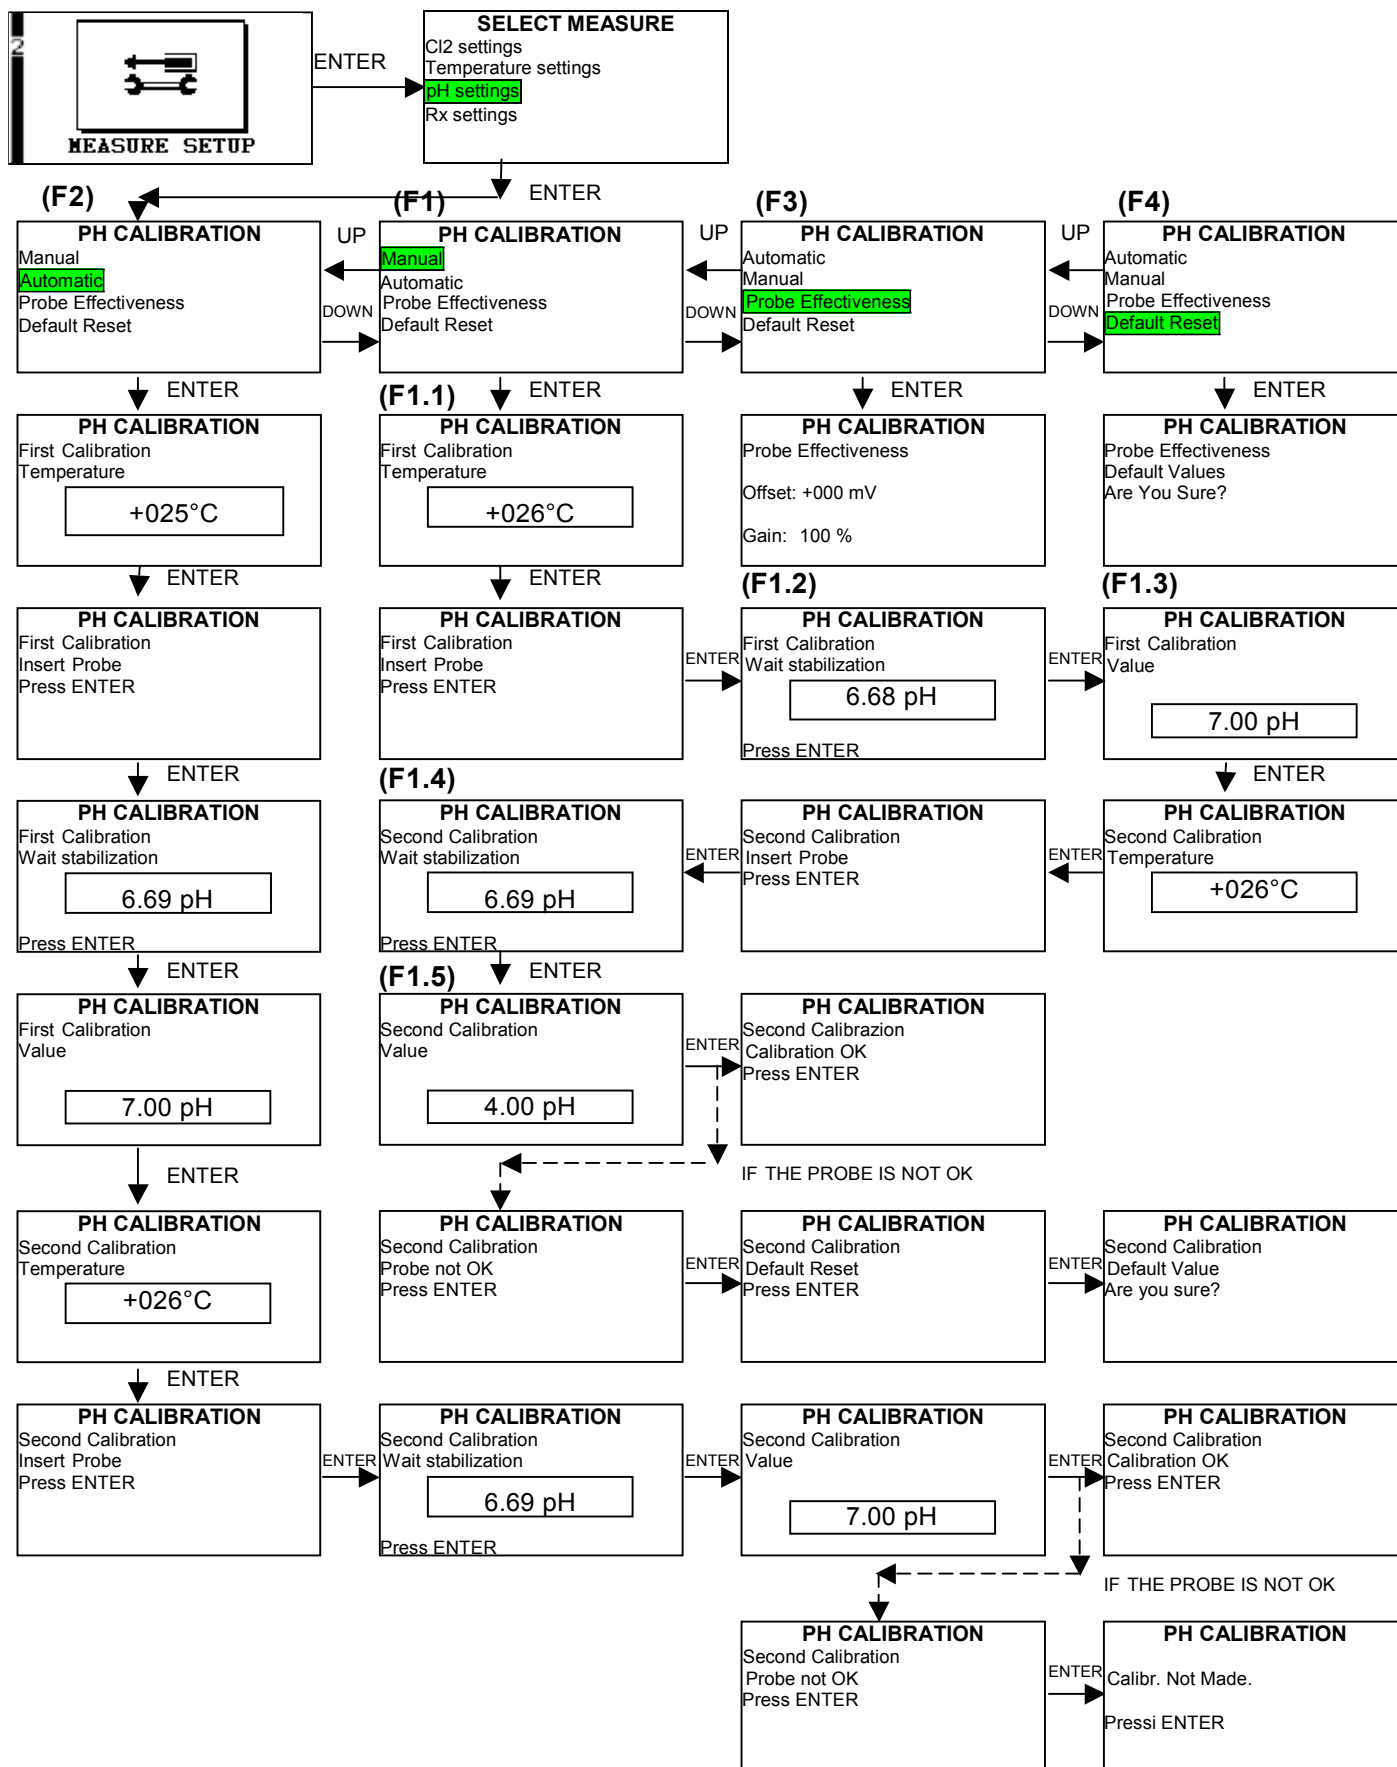 2
MEASURE SETUP
ENTER
SELECT MEASURE
Cl2 settings
Temperature settings
pH settings
Rx settings
ENTER
(F2)
PH CALIBRATION
Manual
Automatic
Probe Effectiveness
Default Reset
UP
DOWN
(F1)
PH CALIBRATION
Manual
Automatic
Probe Effectiveness
Default Reset
UP
DOWN
(F3)
PH CALIBRATION
Automatic
Manual
Probe Effectiveness
Default Reset
UP
DOWN
(F4)
PH CALIBRATION
Automatic
Manual
Probe Effectiveness
Default Reset
ENTER
ENTER
ENTER
ENTER
PH CALIBRATION
First Calibration
Temperature
+025°C
(F1.1)
PH CALIBRATION
First Calibration
Temperature
+026°C
PH CALIBRATION
Probe Effectiveness
Offset: +000 mV
Gain: 100 %
PH CALIBRATION
Probe Effectiveness
Default Values
Are You Sure?
ENTER
ENTER
PH CALIBRATION
First Calibration
Insert Probe
Press ENTER
PH CALIBRATION
First Calibration
Insert Probe
Press ENTER
ENTER
(F1.2)
PH CALIBRATION
First Calibration
Wait stabilization
6.68 pH
Press ENTER
ENTER
(F1.3)
PH CALIBRATION
First Calibration
Value
7.00 pH
ENTER
ENTER
PH CALIBRATION
First Calibration
Wait stabilization
6.69 pH
Press ENTER
(F1.4)
PH CALIBRATION
Second Calibration
Wait stabilization
6.69 pH
Press ENTER
ENTER
PH CALIBRATION
Second Calibration
Insert Probe
Press ENTER
ENTER
PH CALIBRATION
Second Calibration
Temperature
+026°C
ENTER
ENTER
PH CALIBRATION
First Calibration
Value
7.00 pH
(F1.5)
PH CALIBRATION
Second Calibration
Value
4.00 pH
ENTER
PH CALIBRATION
Second Calibrazion
Calibration OK
Press ENTER
ENTER
IF THE PROBE IS NOT OK
PH CALIBRATION
Second Calibration
Temperature
+026°C
PH CALIBRATION
Second Calibration
Probe not OK
Press ENTER
ENTER
PH CALIBRATION
Second Calibration
Default Reset
Press ENTER
ENTER
PH CALIBRATION
Second Calibration
Default Value
Are you sure?
ENTER
PH CALIBRATION
Second Calibration
Insert Probe
Press ENTER
ENTER
PH CALIBRATION
Second Calibration
Wait stabilization
6.69 pH
Press ENTER
ENTER
PH CALIBRATION
Second Calibration
Value
7.00 pH
ENTER
PH CALIBRATION
Second Calibration
Calibration OK
Press ENTER
IF THE PROBE IS NOT OK
PH CALIBRATION
Second Calibration
Probe not OK
Press ENTER
ENTER
PH CALIBRATION
Calibr. Not Made.
Pressi ENTER